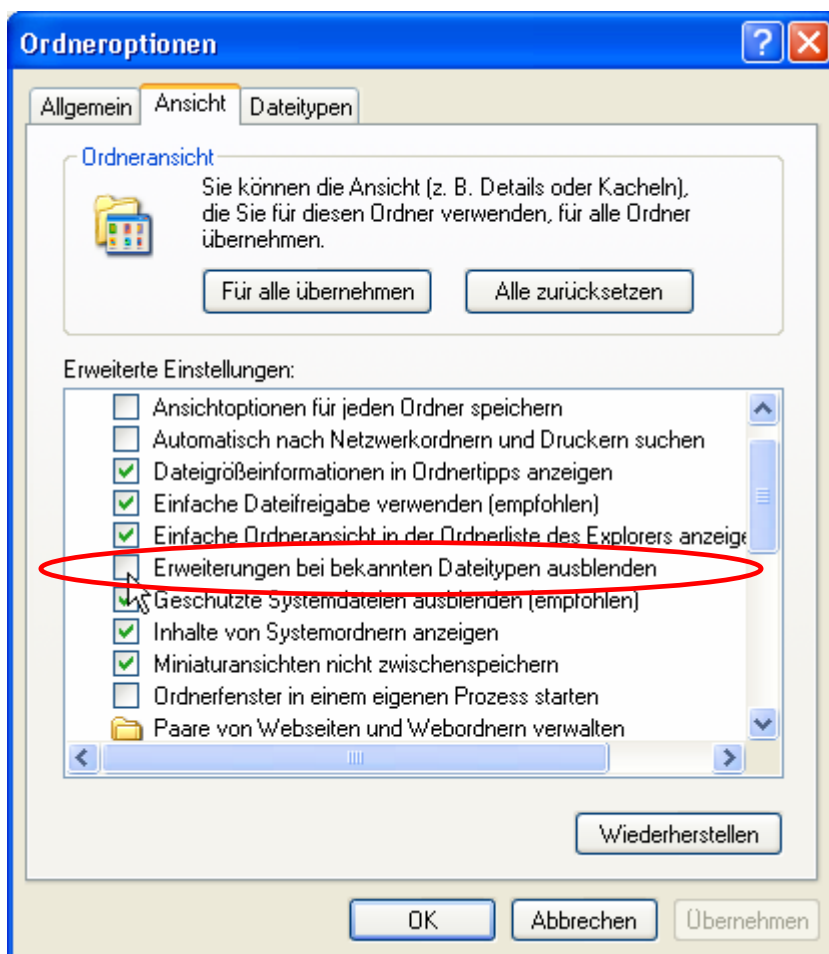 Ordneroptionen
Allgemein Ansicht Dateitypen
Ordneransicht
Sie können die Ansicht (z. B. Details oder Kacheln),
die Sie für diesen Ordner verwenden, für alle Ordner
übernehmen.
Für alle übernehmen Alle zurücksetzen
Erweiterte Einstellungen:
Ansichtoptionen für jeden Ordner speichern
Automatisch nach Netzwerkordnern und Druckern suchen
Dateigrößeinformationen in Ordnertipps anzeigen
Einfache Dateifreigabe verwenden (empfohlen)
Einfache Ordneransicht in der Ordnerliste des Explorers anzeige
Erweiterungen bei bekannten Dateitypen ausblenden
Geschützte Systemdateien ausblenden (empfohlen)
Inhalte von Systemordnern anzeigen
Miniaturansichten nicht zwischenspeichern
Ordnerfenster in einem eigenen Prozess starten
Paare von Webseiten und Webordnern verwalten
Wiederherstellen
OK Abbrechen Übernehmen